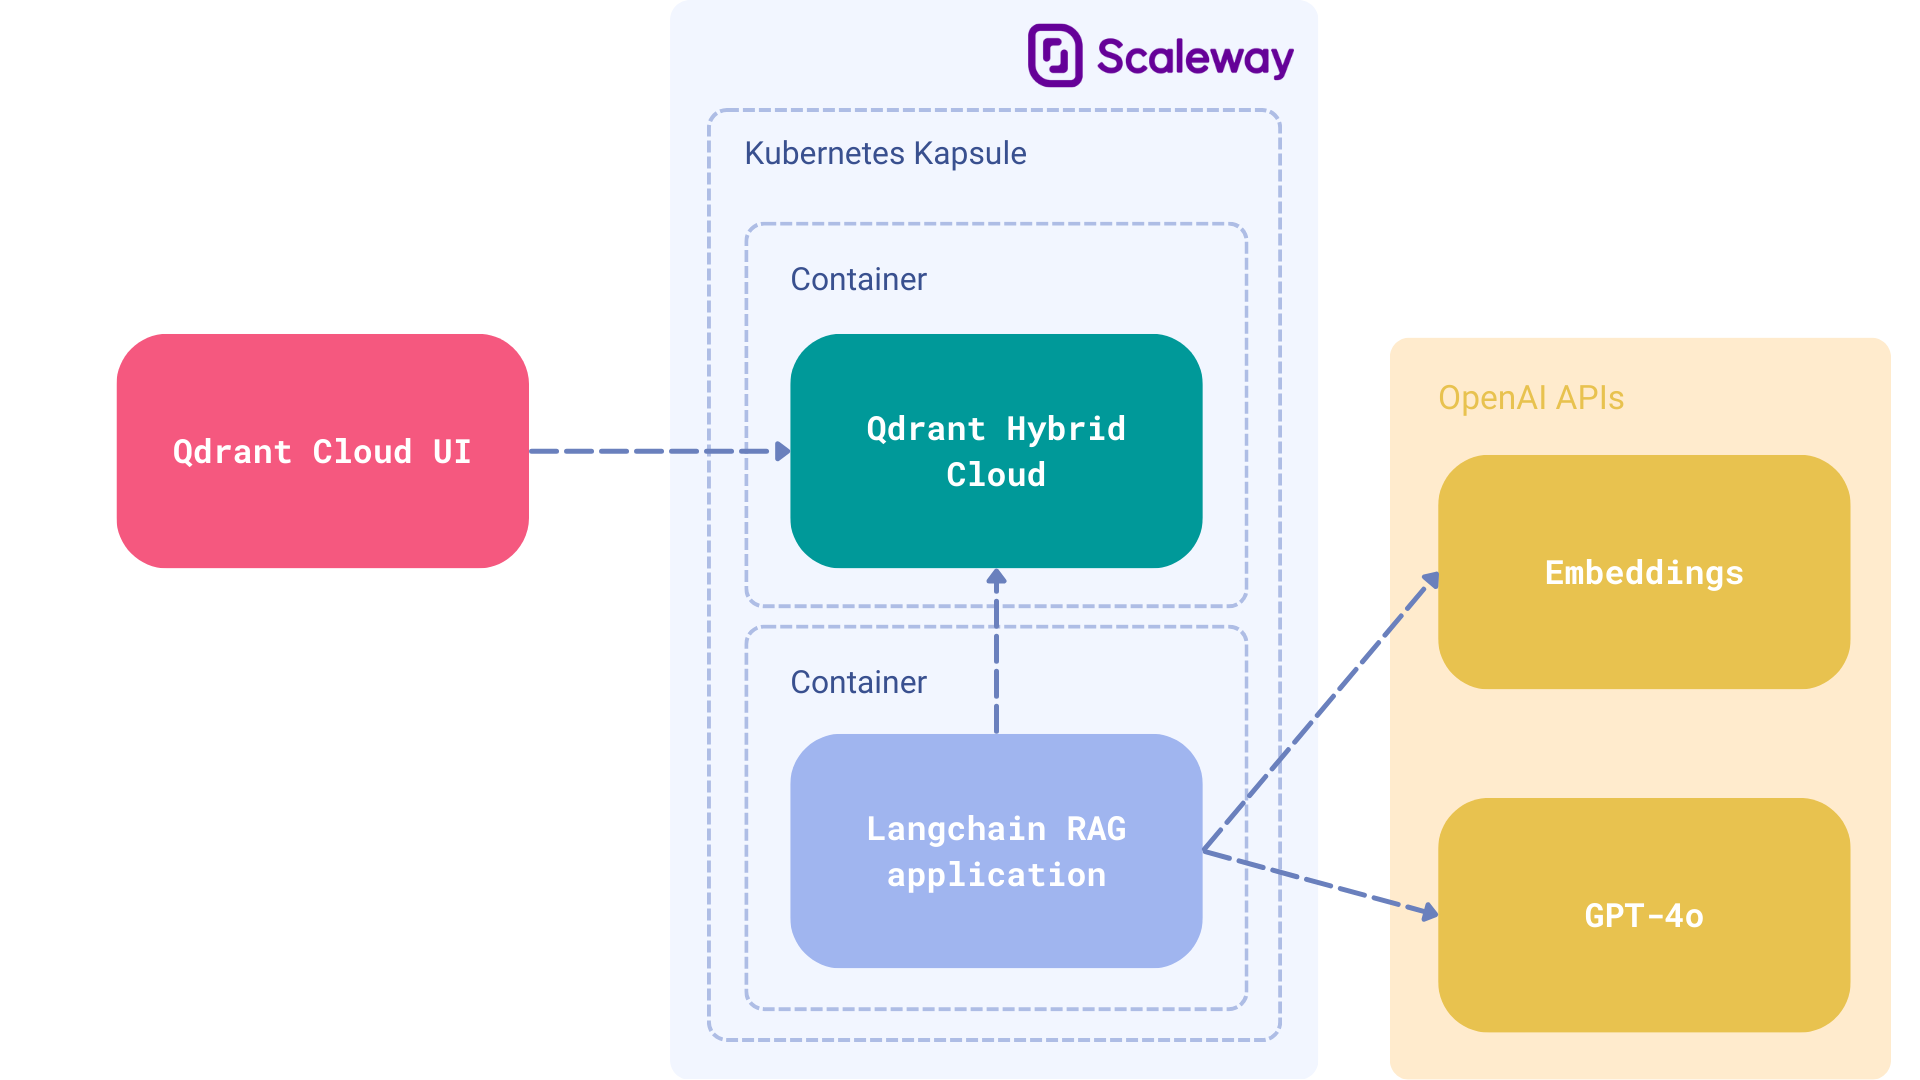 Scaleway
Kubernetes Kapsule
Container
Qdrant Cloud UI
Qdrant Hybrid
Cloud
OpenAI APIs
Embeddings
Container
Langchain RAG
application
GPT-4o